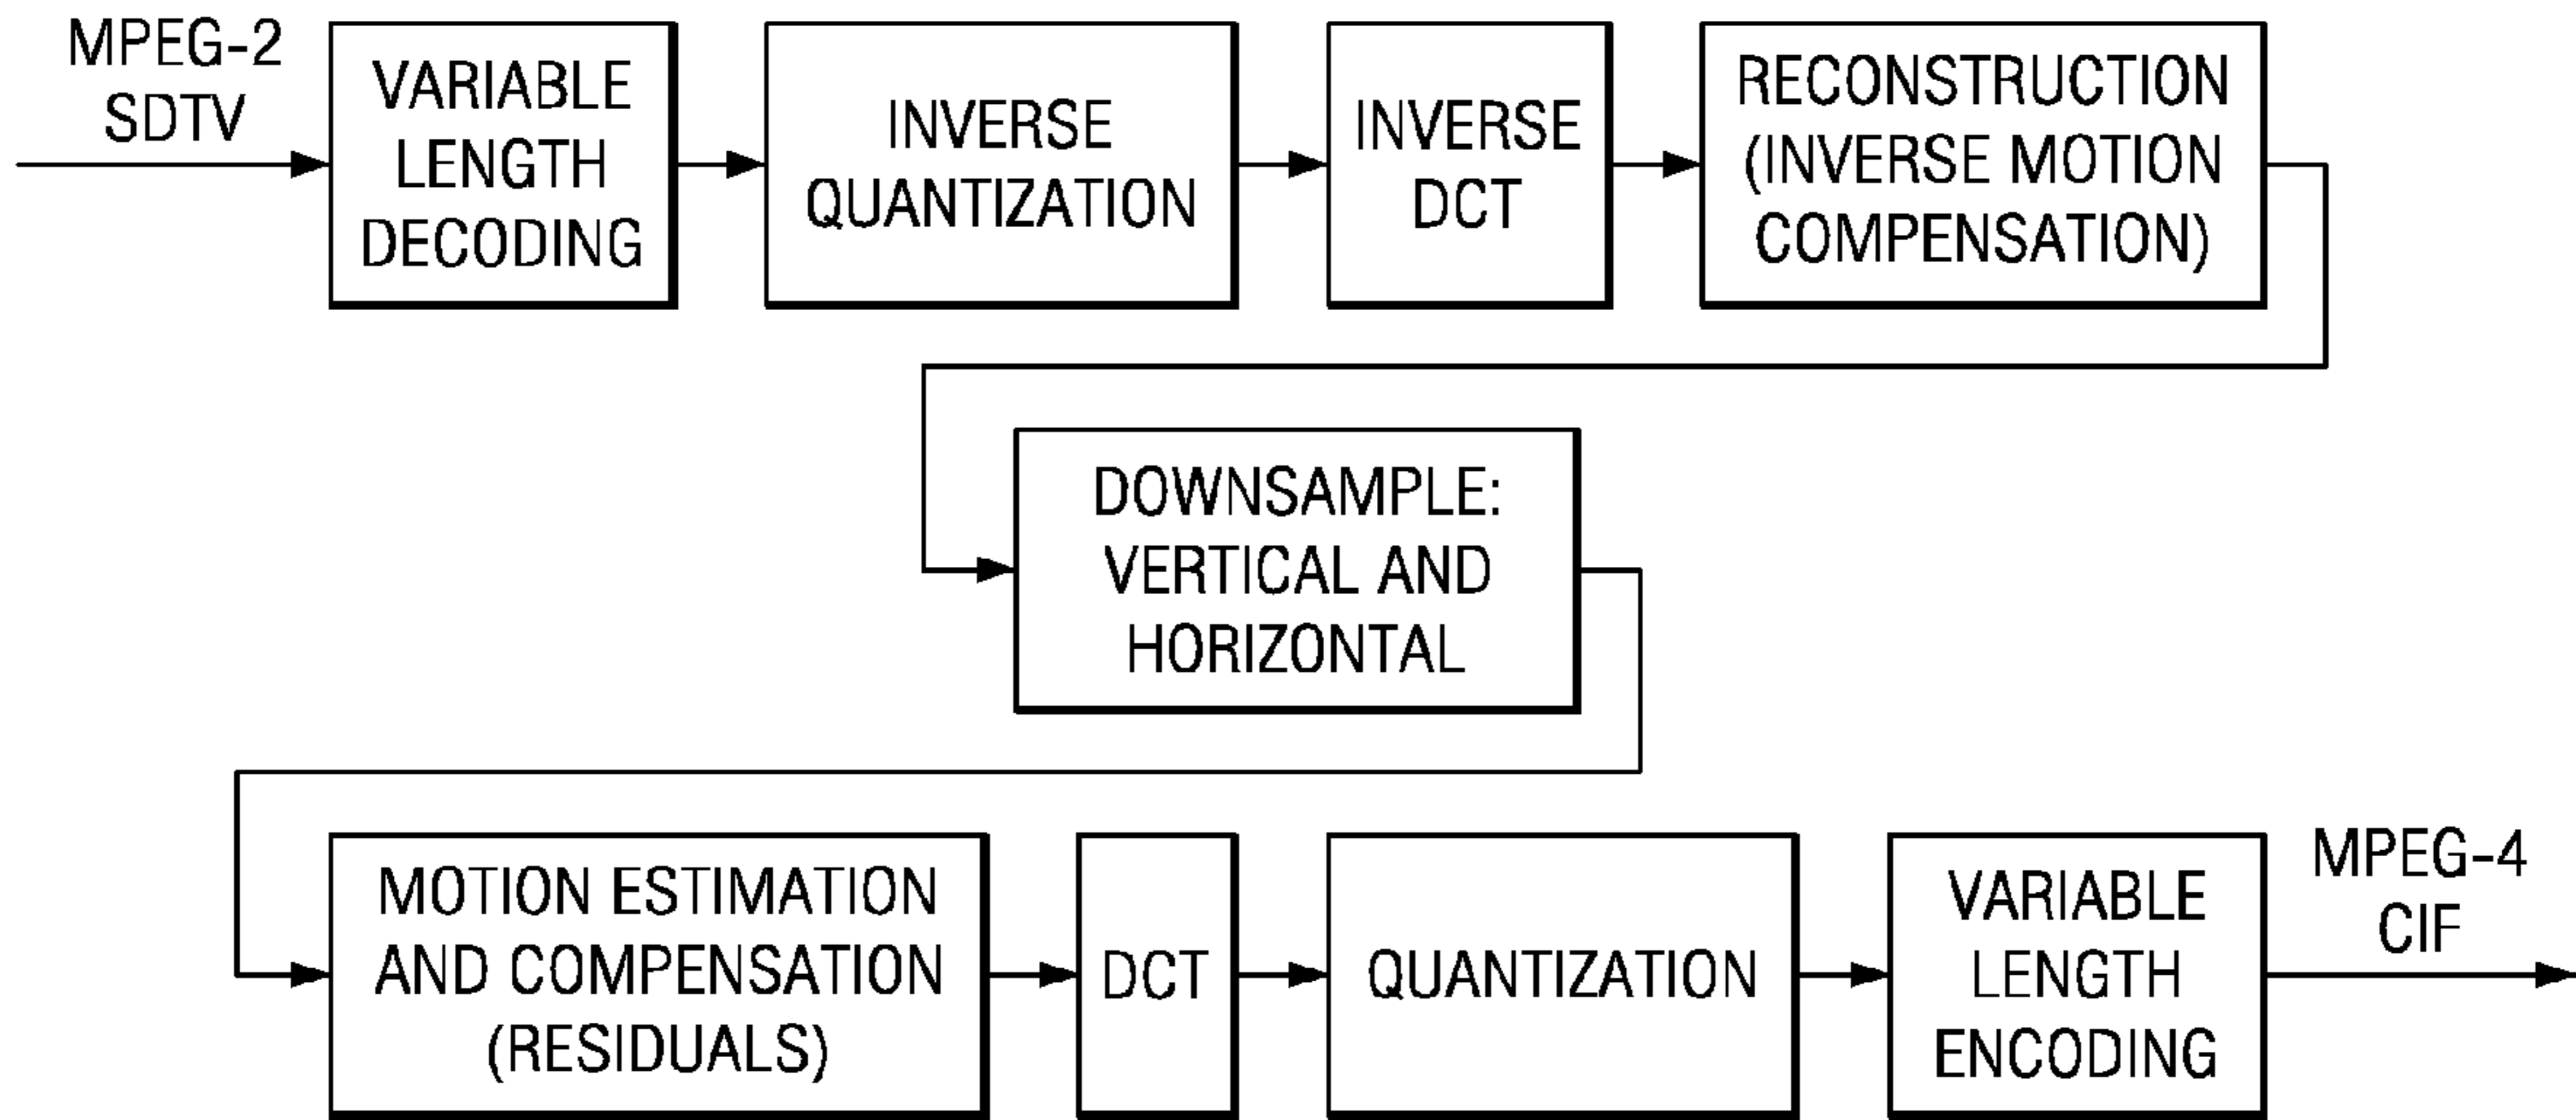 MPEG-2
SDTV
VARIABLE
LENGTH
DECODING
INVERSE
QUANTIZATION
INVERSE
DCT
RECONSTRUCTION
(INVERSE MOTION
COMPENSATION)
DOWNSAMPLE:
VERTICAL AND
HORIZONTAL
MOTION ESTIMATION
AND COMPENSATION
(RESIDUALS)
DCT
QUANTIZATION
VARIABLE
LENGTH
ENCODING
MPEG-4
CIF